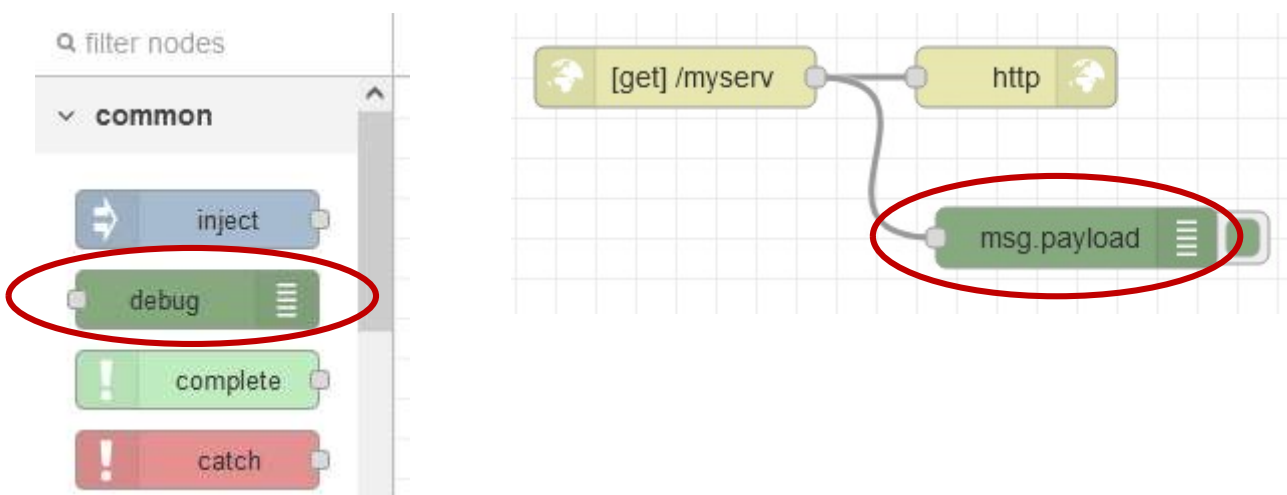 filter nodes
common
inject
debug
complete
catch
[get] /myserv
http
msg.payload